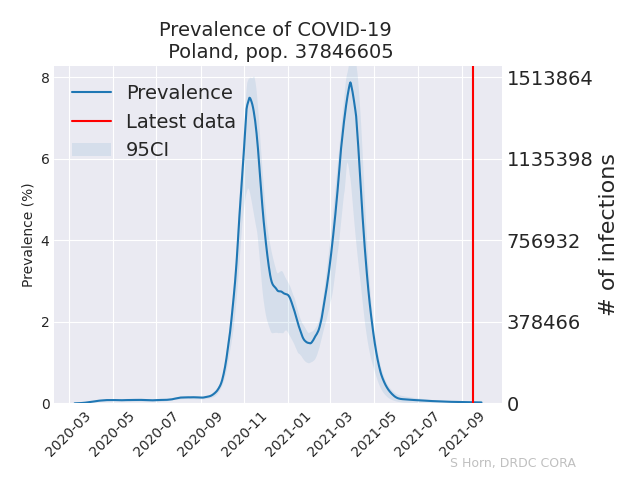 Prevalence of COVID-19
Poland, pop. 37846605
Prevalence
Latest data
95CI
Prevalence (%)
8
6
4
2
0
1513864
1135398
756932
378466
0
# of infections
2020-03
2020-05
2020-07
2020-09
2020-11
2021-01
2021-03
2021-05
2021-07
2021-09
S Horn, DRDC CORA